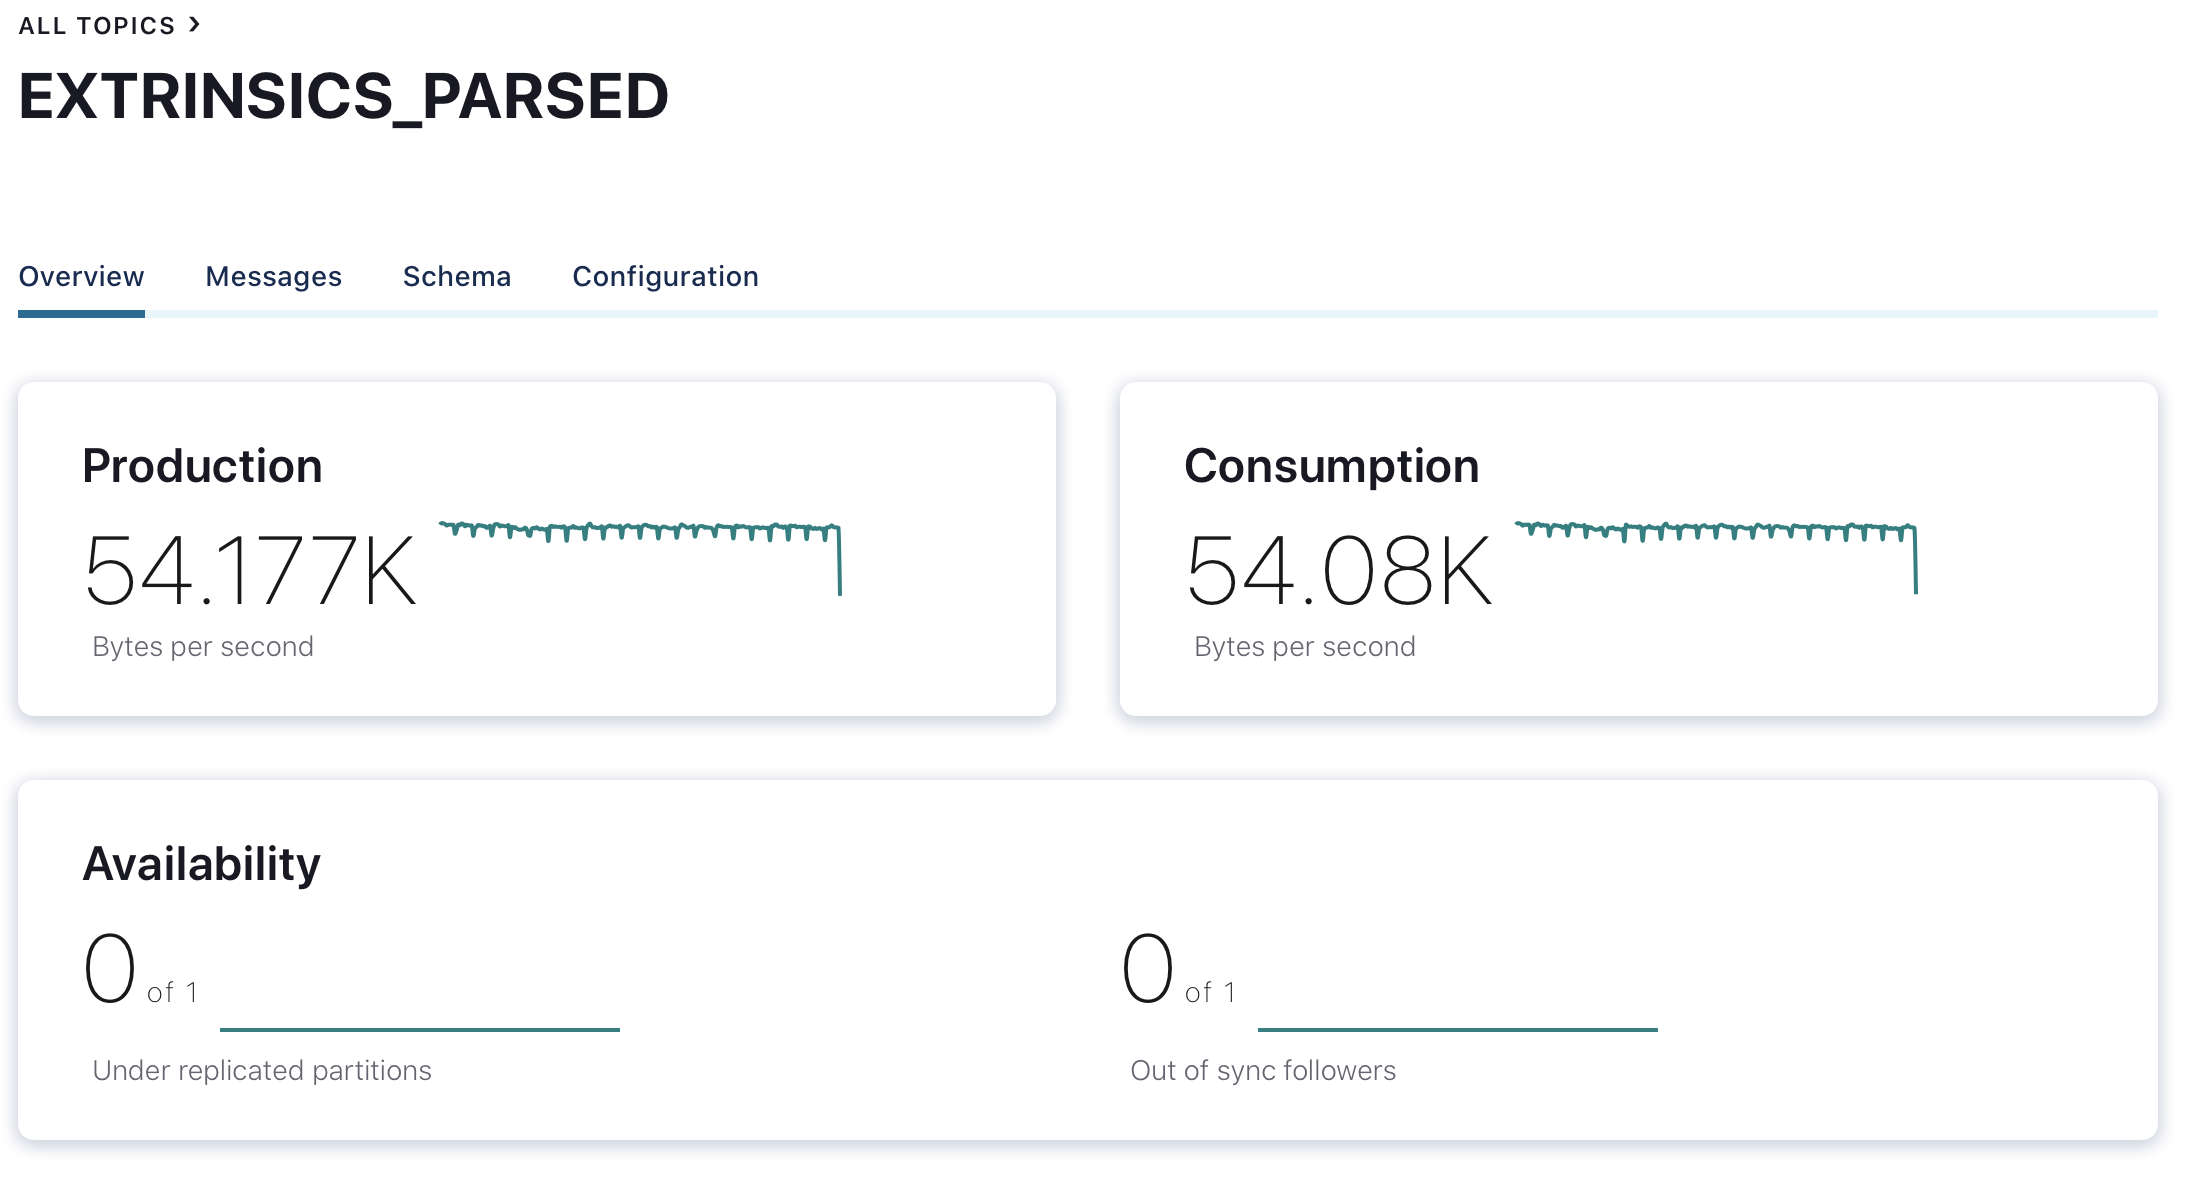 ALL TOPICS ›
EXTRINSICS_PARSED
Overview Messages Schema Configuration
Production
54.177K
Bytes per second
Consumption
54.08K
Bytes per second
Availability
0 of 1
Under replicated partitions
0 of 1
Out of sync followers